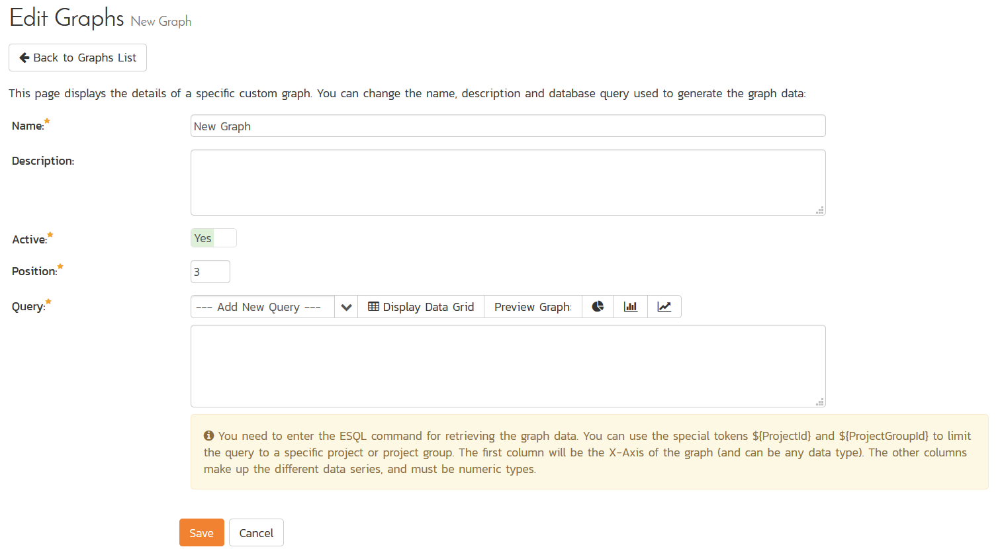 Edit Graphs New Graph
Back to Graphs List
This page displays the details of a specific custom graph. You can change the name, description and database query used to generate the graph data:
Name:
New Graph
Description:
Active:
Yes
Position:
3
Query:
--- Add New Query --- Display Data Grid Preview Graph:
You need to enter the ESQL command for retrieving the graph data. You can use the special tokens ${ProjectId} and ${ProjectGroupId} to limit
the query to a specific project or project group. The first column will be the X-Axis of the graph (and can be any data type). The other columns
make up the different data series, and must be numeric types.
Save Cancel